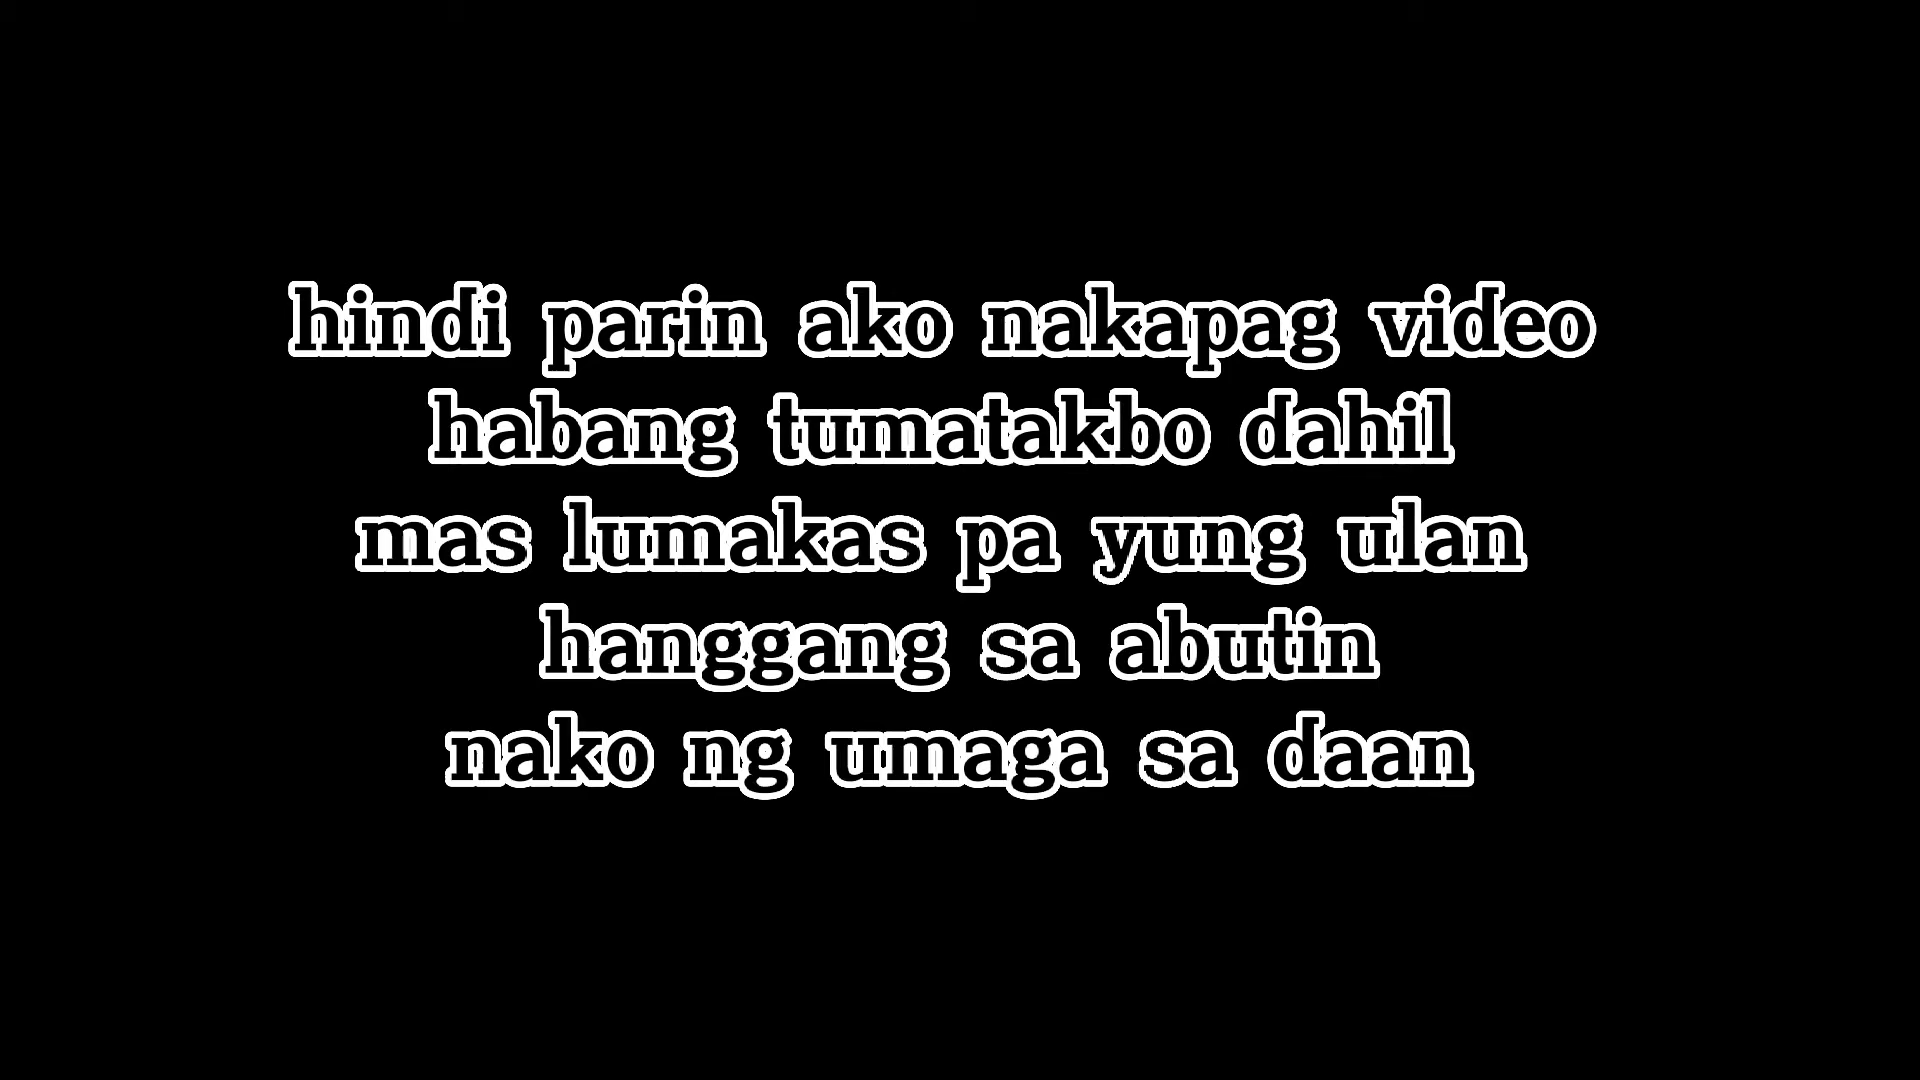 hindi parin ako nakapag video
habang tumatakbo dahil
mas lumakas pa yung ulan
hanggang sa abutin
nako ng umaga sa daan